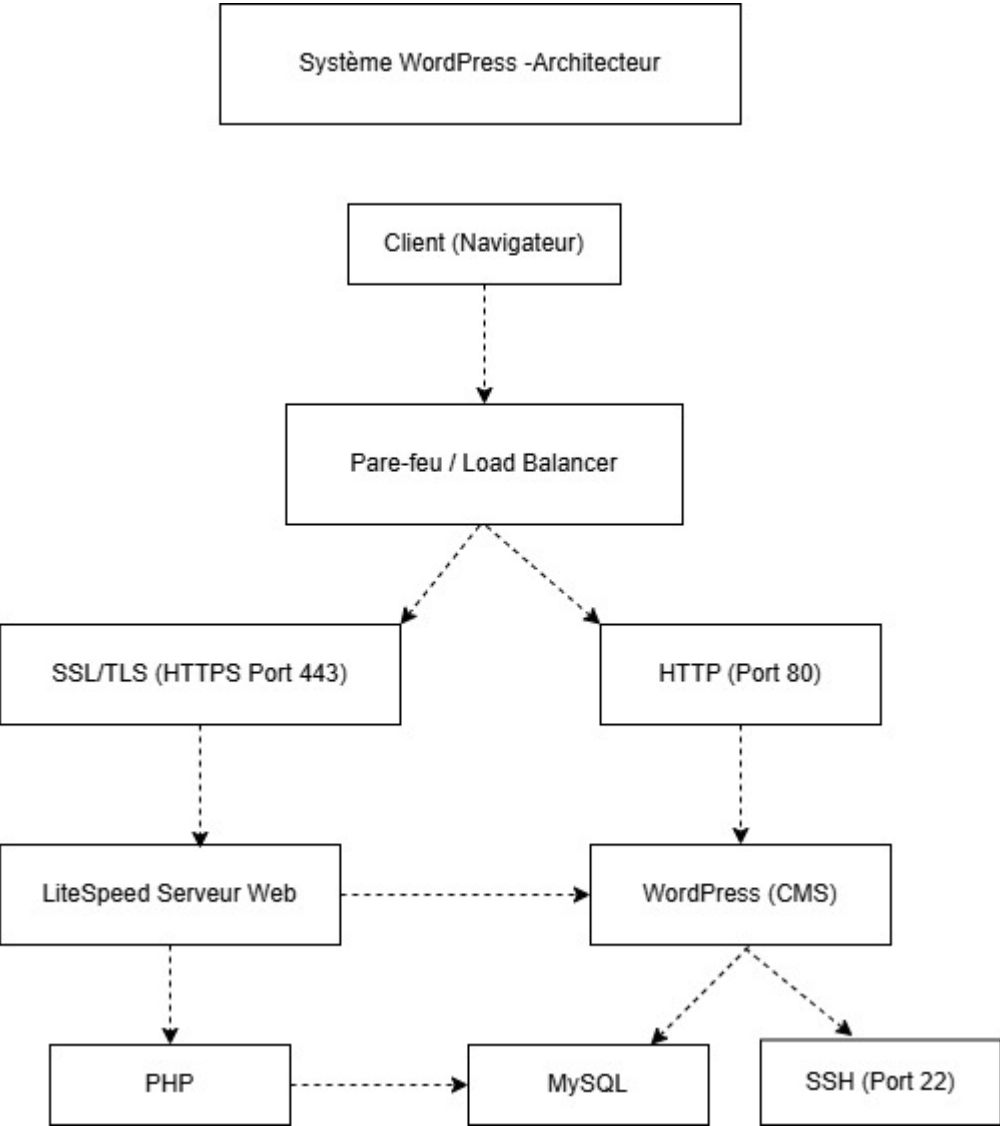 Système WordPress -Architecteur
Client (Navigateur)
Pare-feu / Load Balancer
SSL/TLS (HTTPS Port 443)
HTTP (Port 80)
LiteSpeed Serveur Web
WordPress (CMS)
PHP
MySQL
SSH (Port 22)